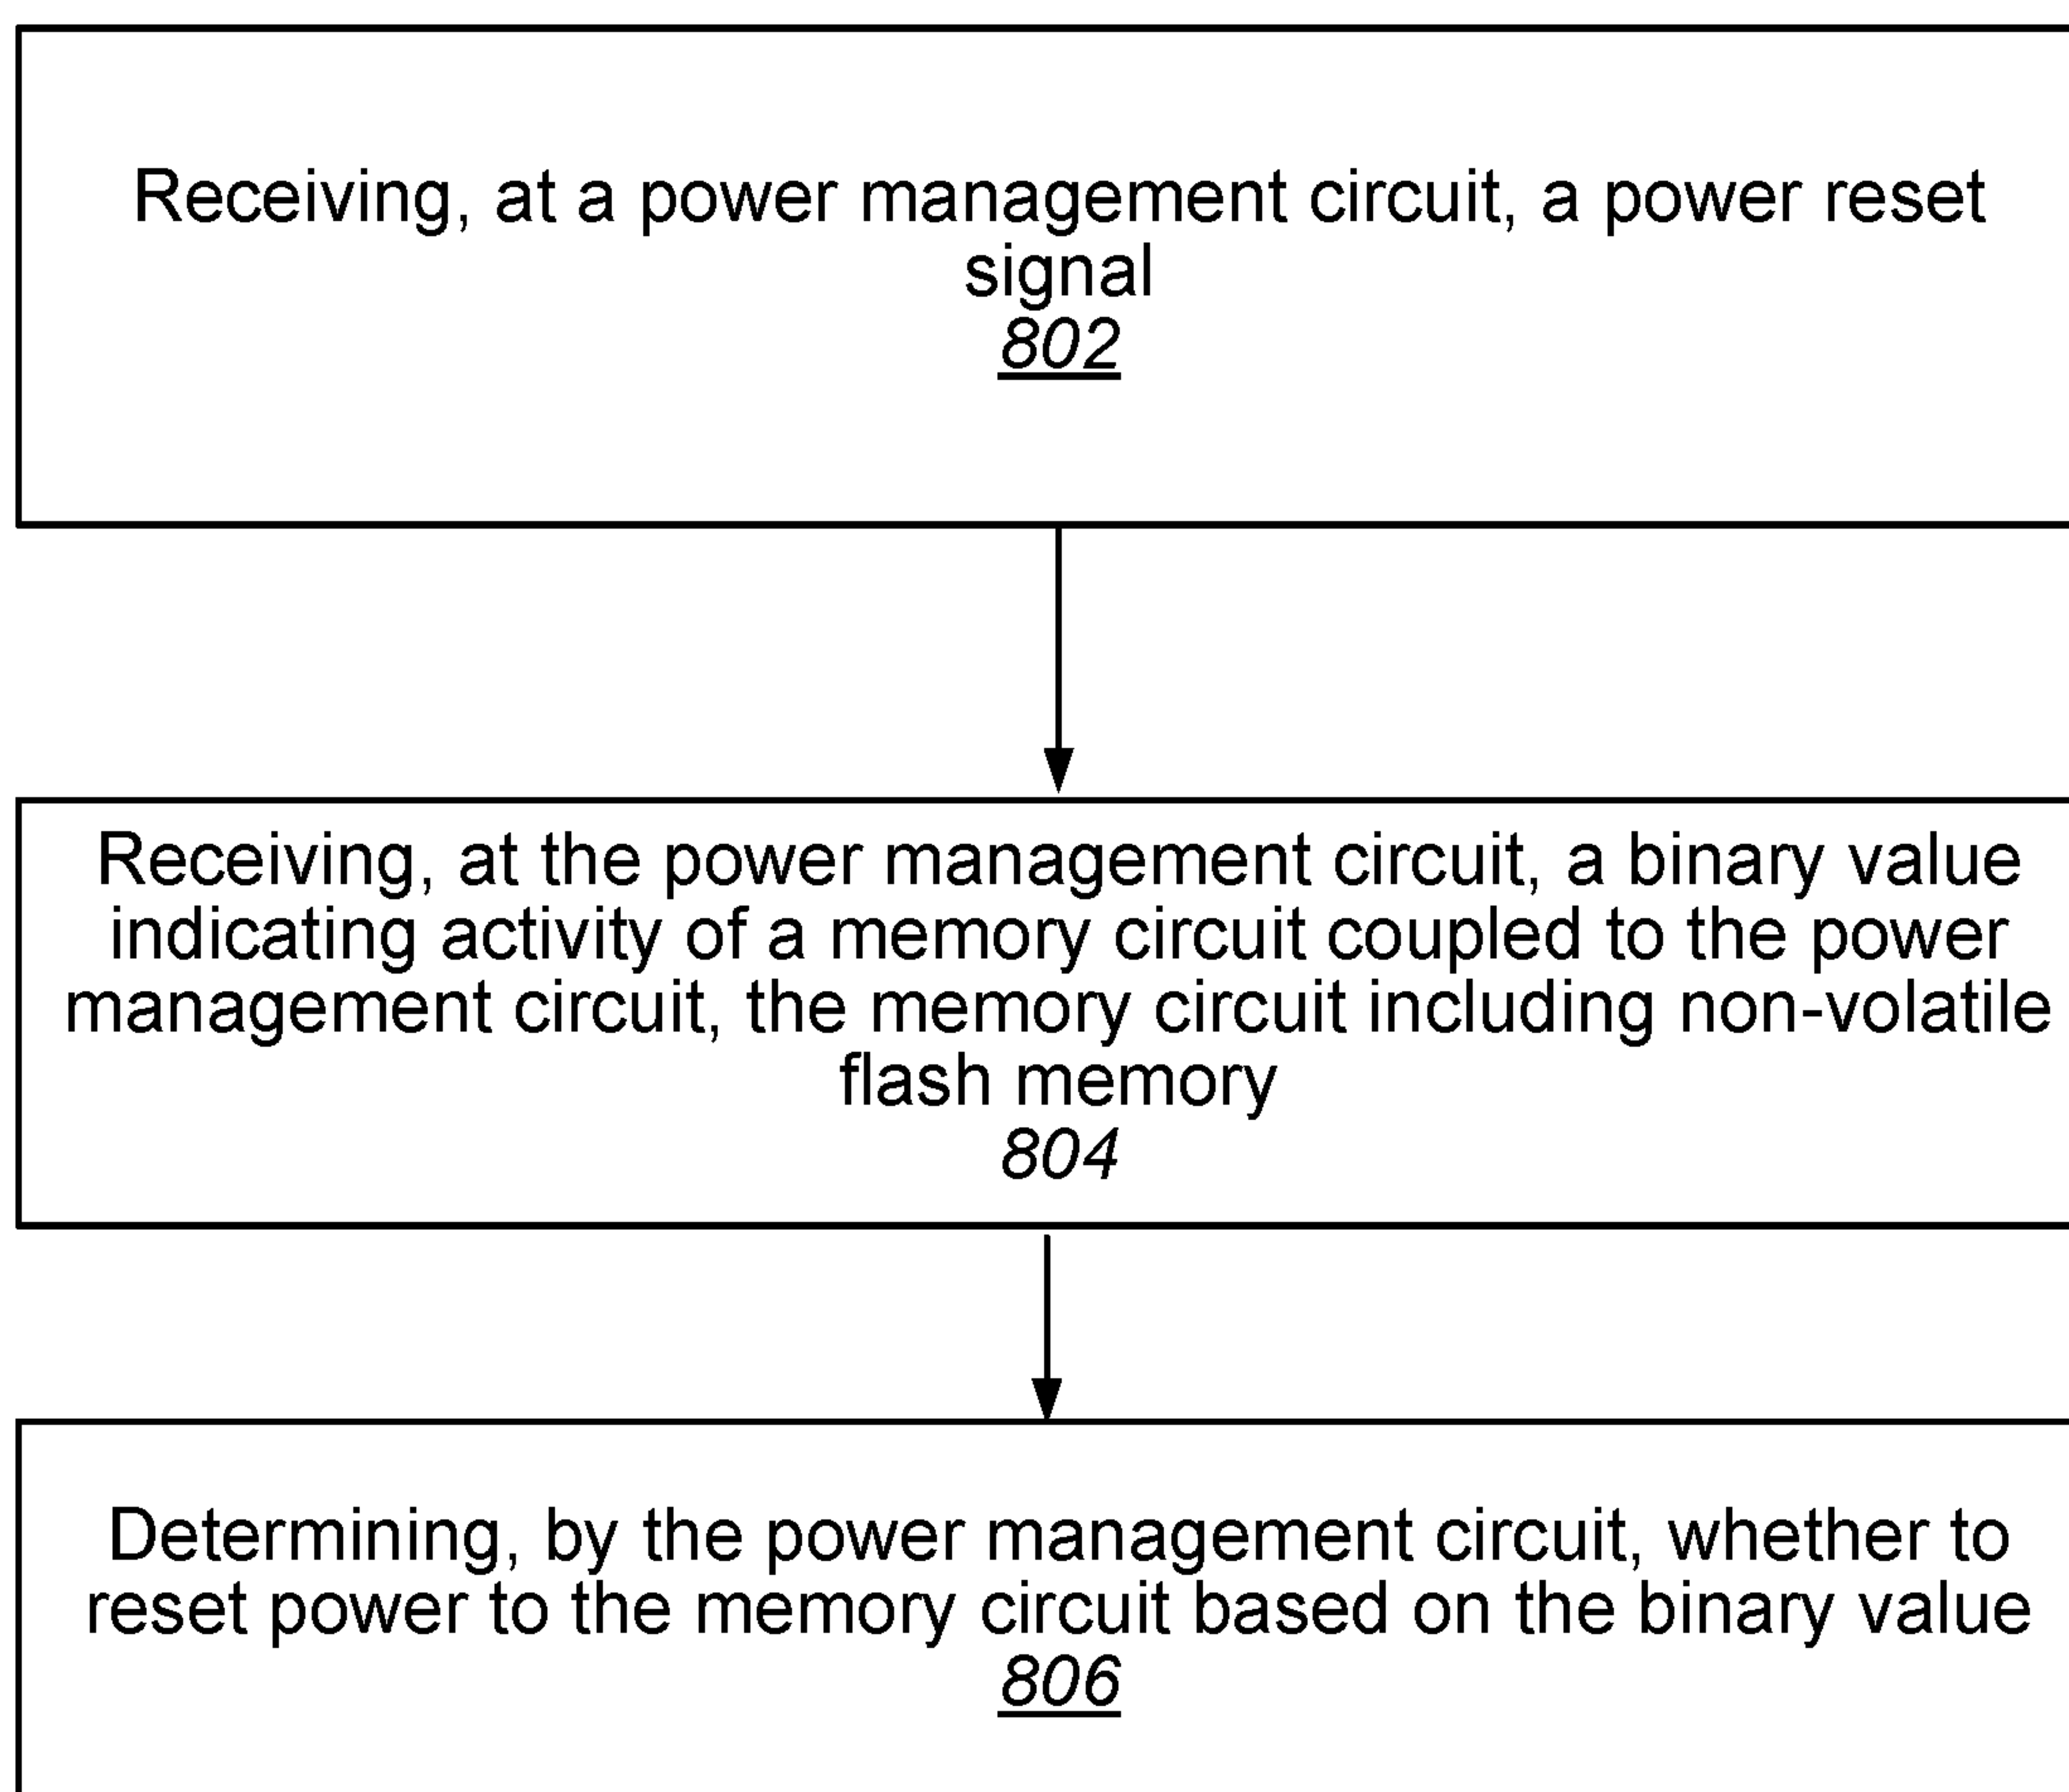 Receiving, at a power management circuit, a power reset
signal
802
Receiving, at the power management circuit, a binary value
indicating activity of a memory circuit coupled to the power
management circuit, the memory circuit including non-volatile
flash memory
804
Determining, by the power management circuit, whether to
reset power to the memory circuit based on the binary value
806